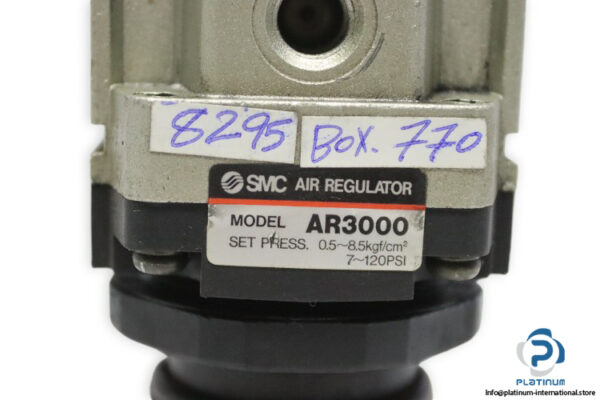 8295
BOX. 770
SMC AIR REGULATOR
MODEL AR3000
SET PRESS. 0.5~8.5kgf/cm²
7~120PSI
PLATINUM
Info@platinum-international.store